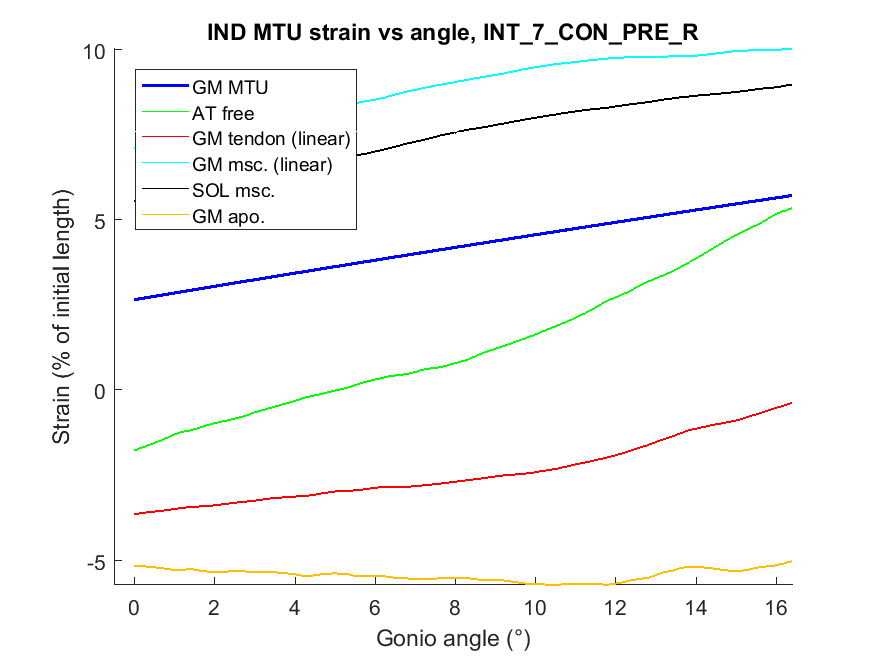 IND MTU strain vs angle, INT_7_CON_PRE_R
10
5
0
-5
Strain (% of initial length)
GM MTU
AT free
GM tendon (linear)
GM msc. (linear)
SOL msc.
GM apo.
0 2 4 6 8 10 12 14 16
Gonio angle (°)